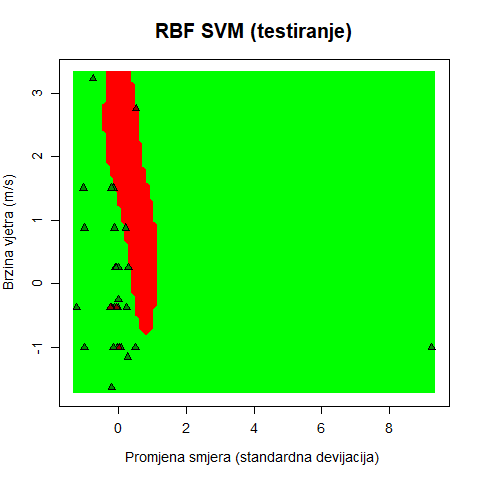 RBF SVM (testiranje)
Brzina vjetra (m/s)
3
2
1
0
-1
0 2 4 6 8
Promjena smjera (standardna devijacija)